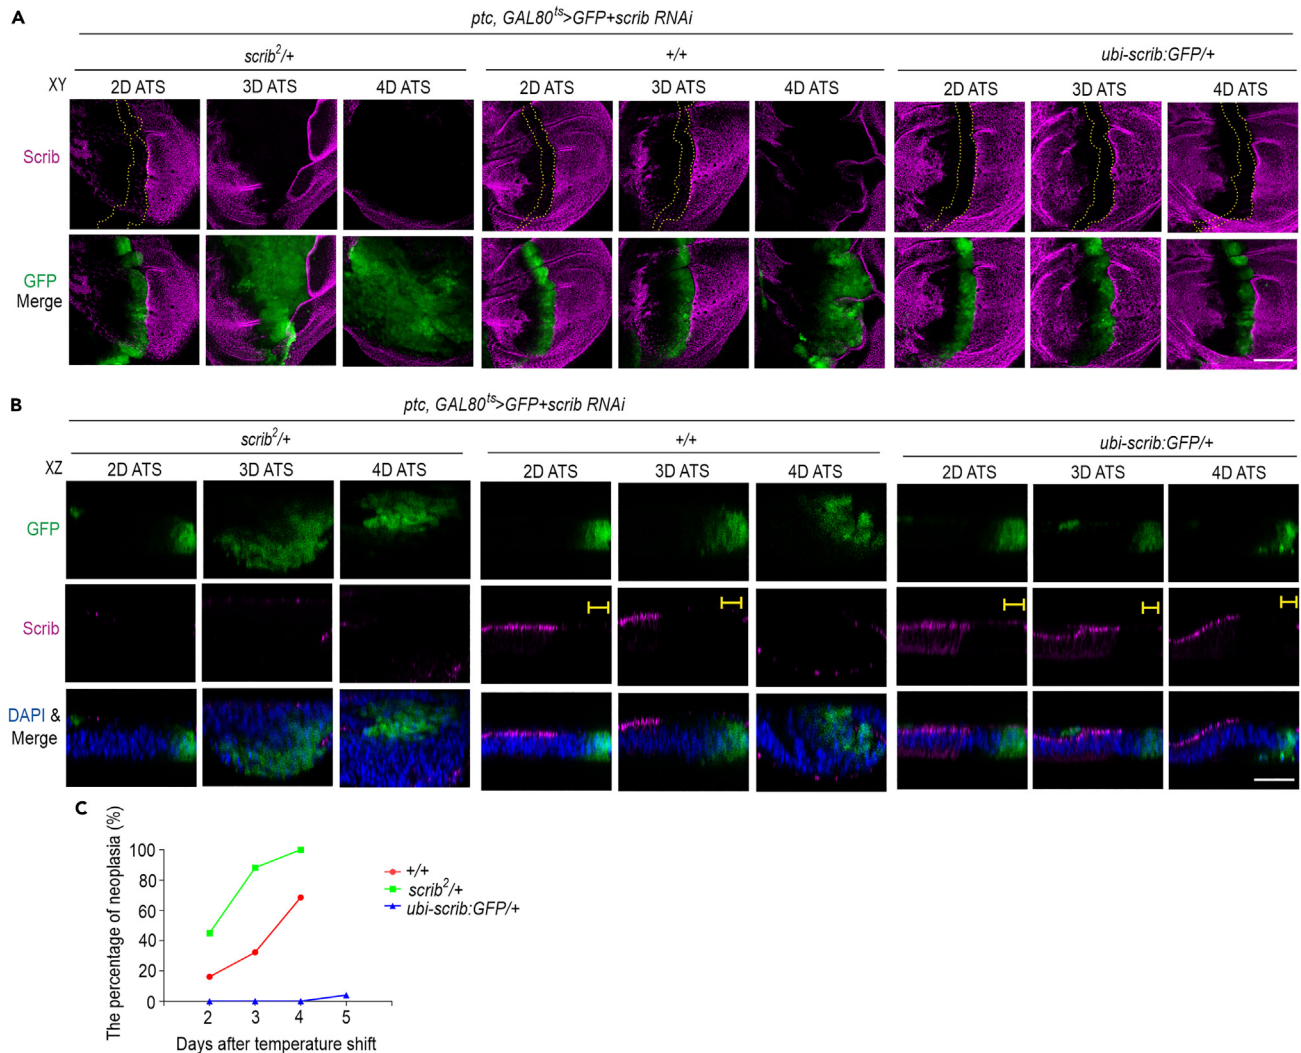 A
ptc, GAL80ts>GFP+scrib RNAi
scrib2/+ +/+ ubi-scrib:GFP/+
XY 2D ATS 3D ATS 4D ATS 2D ATS 3D ATS 4D ATS 2D ATS 3D ATS 4D ATS
Scrib
GFP
Merge
B
ptc, GAL80ts>GFP+scrib RNAi
scrib2/+ +/+ ubi-scrib:GFP/+
XZ 2D ATS 3D ATS 4D ATS 2D ATS 3D ATS 4D ATS 2D ATS 3D ATS 4D ATS
GFP
Scrib
DAPI &
Merge
C
The percentage of neoplasia (%)
100
80
60
40
20
0
2 3 4 5
Days after temperature shift
+/+
scrib2/+
ubi-scrib:GFP/+